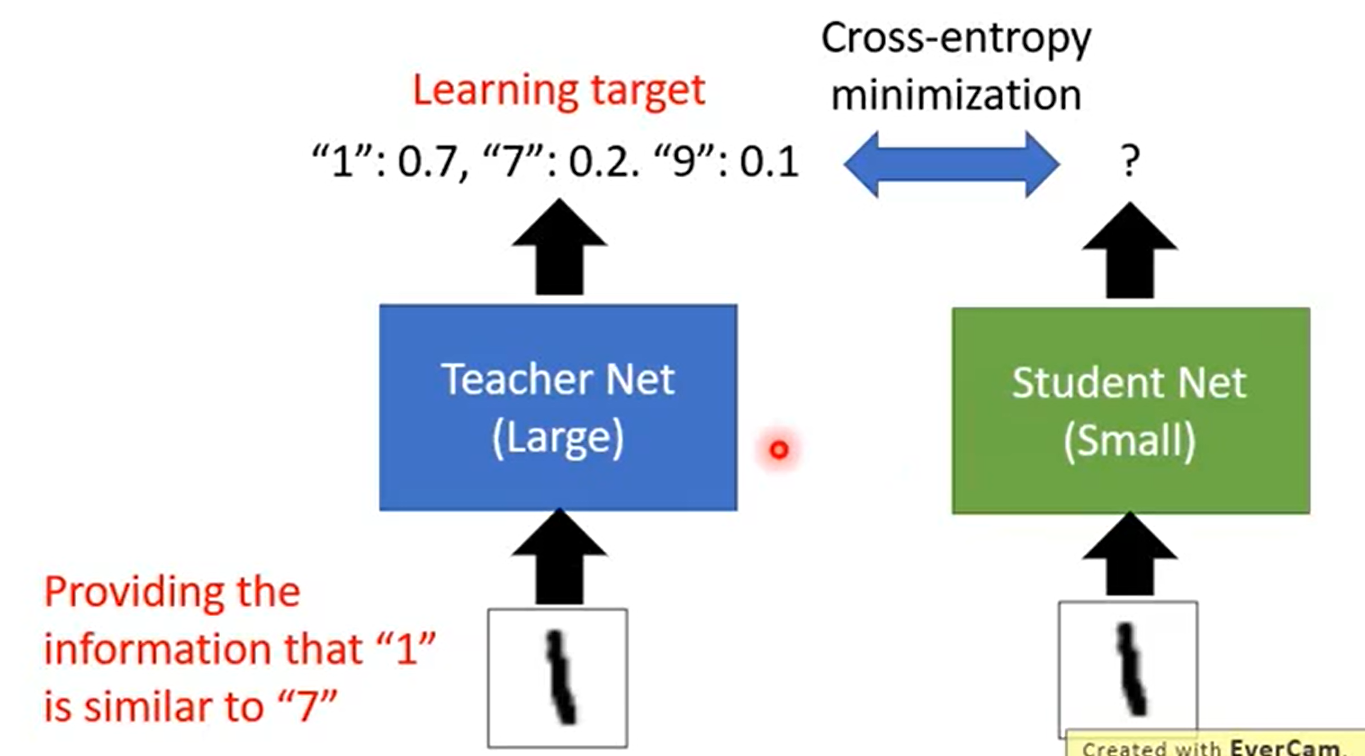 Cross-entropy
minimization
Learning target
“1”: 0.7, “7”: 0.2. “9”: 0.1
?
Teacher Net
(Large)
Student Net
(Small)
Providing the
information that “1”
is similar to “7”
Created with EverCam.